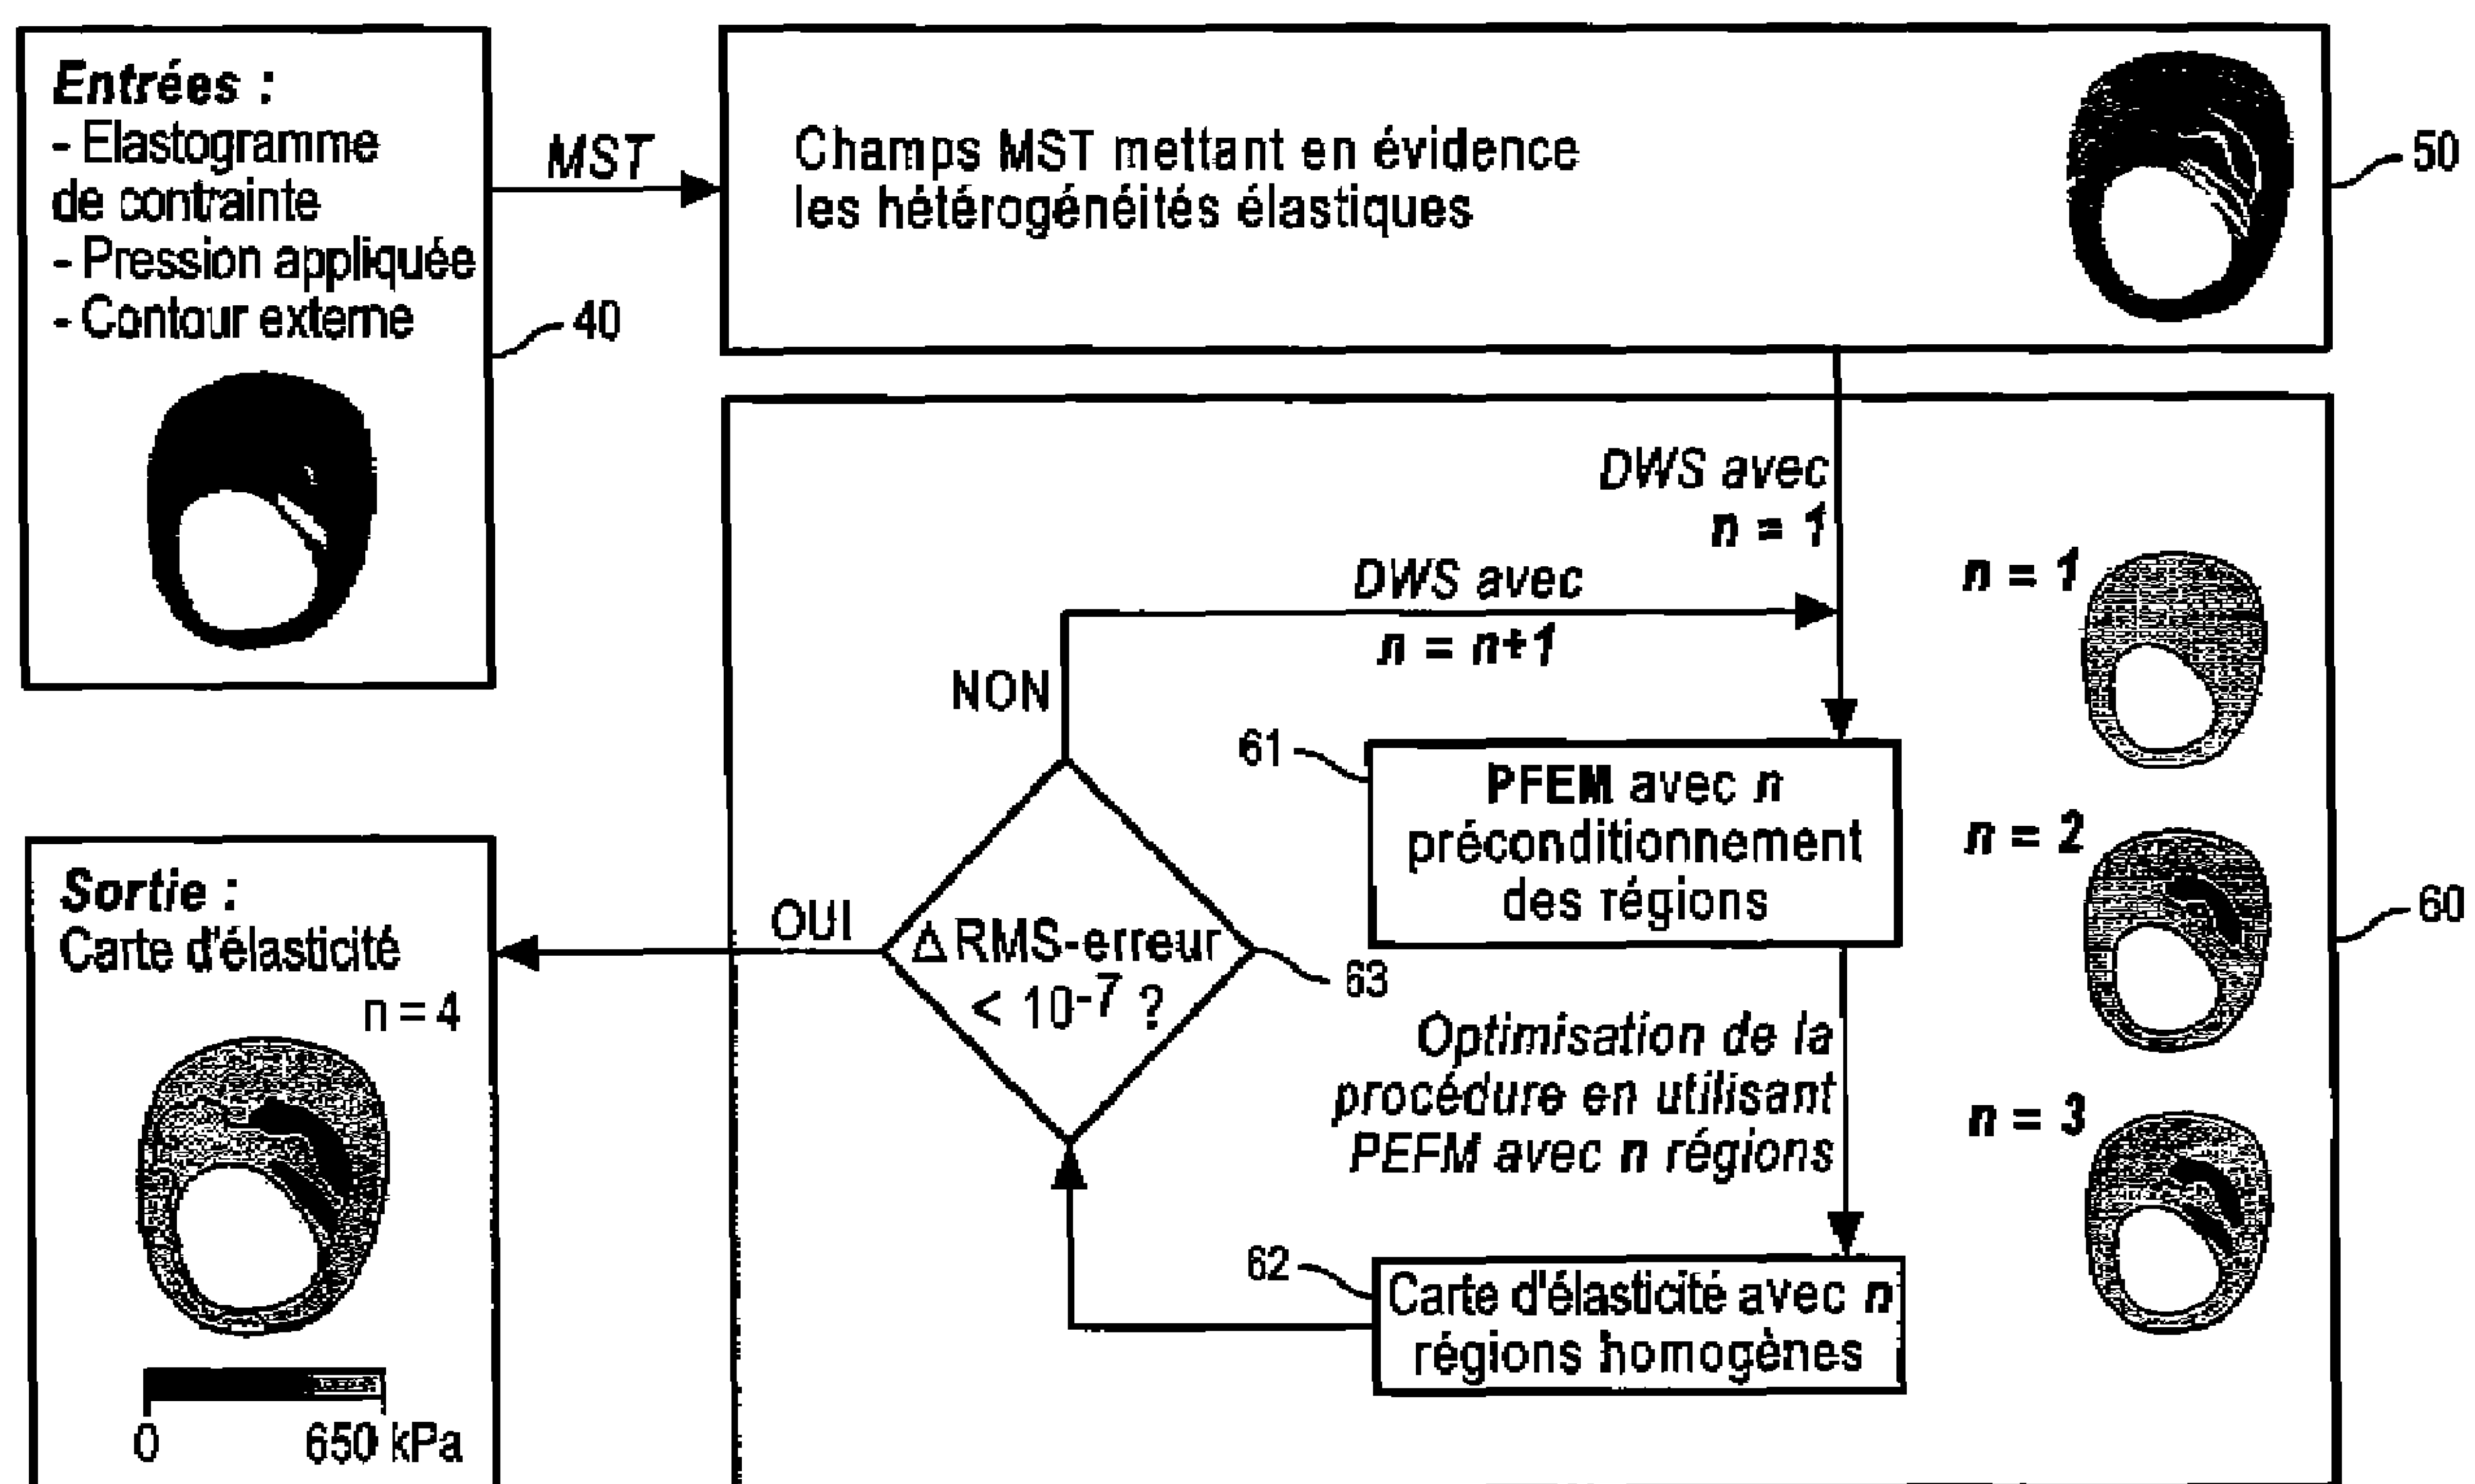 Entrées :
- Elastogramme
de contrainte
- Pression appliquée
- Contour externe
40
MST
Champs MST mettant en évidence
les hétérogénéités élastiques
50
DWS avec
n = 1
DWS avec
n = n+1
NON
61
PFEM avec n
préconditionnement
des régions
OUI
Δ RMS-erreur
< 10-7 ?
63
Optimisation de la
procédure en utilisant
PEFM avec n régions
62
Carte d'élasticité avec n
régions homogènes
n = 1
n = 2
n = 3
60
Sortie :
Carte d'élasticité
n = 4
0
650 kPa